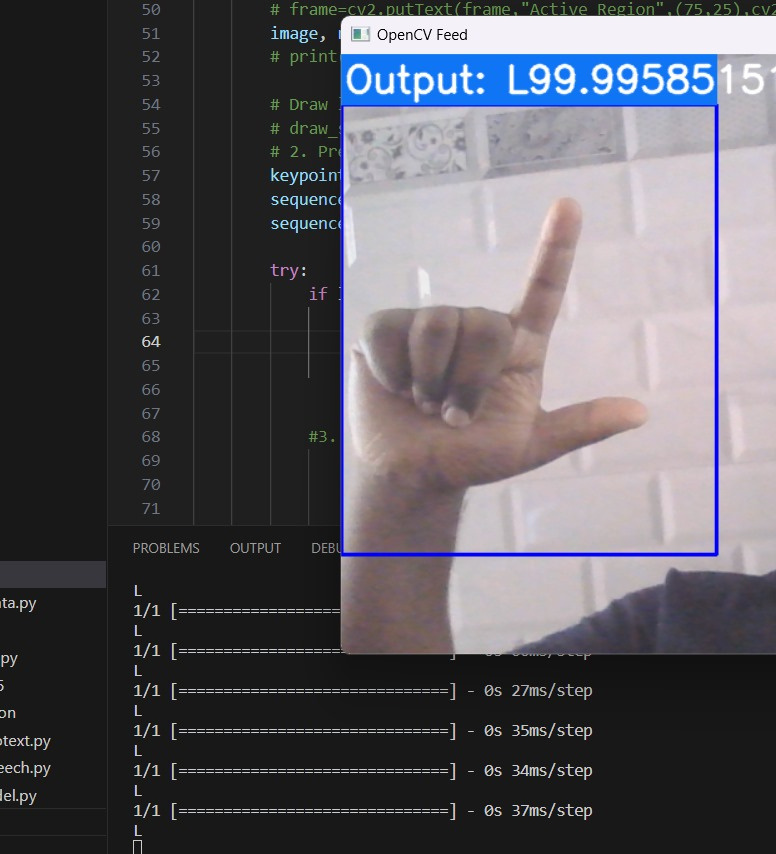 50 # frame=cv2.putText(frame,"Active Region",(75,25),cv2
51 image,
52 # print
53
54 # Draw
55 # draw_
56 # 2. Pre
57 keypoint
58 sequence
59 sequence
60
61 try:
62 if
63
64
65
66
67
68 #3.
69
70
71
OpenCV Feed
Output: L99.99585151
PROBLEMS OUTPUT DEBU
L
1/1 [==============================
L
1/1 [==============================] - 0s ms/step
L
1/1 [==============================] - 0s 27ms/step
L
1/1 [==============================] - 0s 35ms/step
L
1/1 [==============================] - 0s 34ms/step
L
1/1 [==============================] - 0s 37ms/step
L
ta.py
py
5
on
otext.py
eech.py
del.py